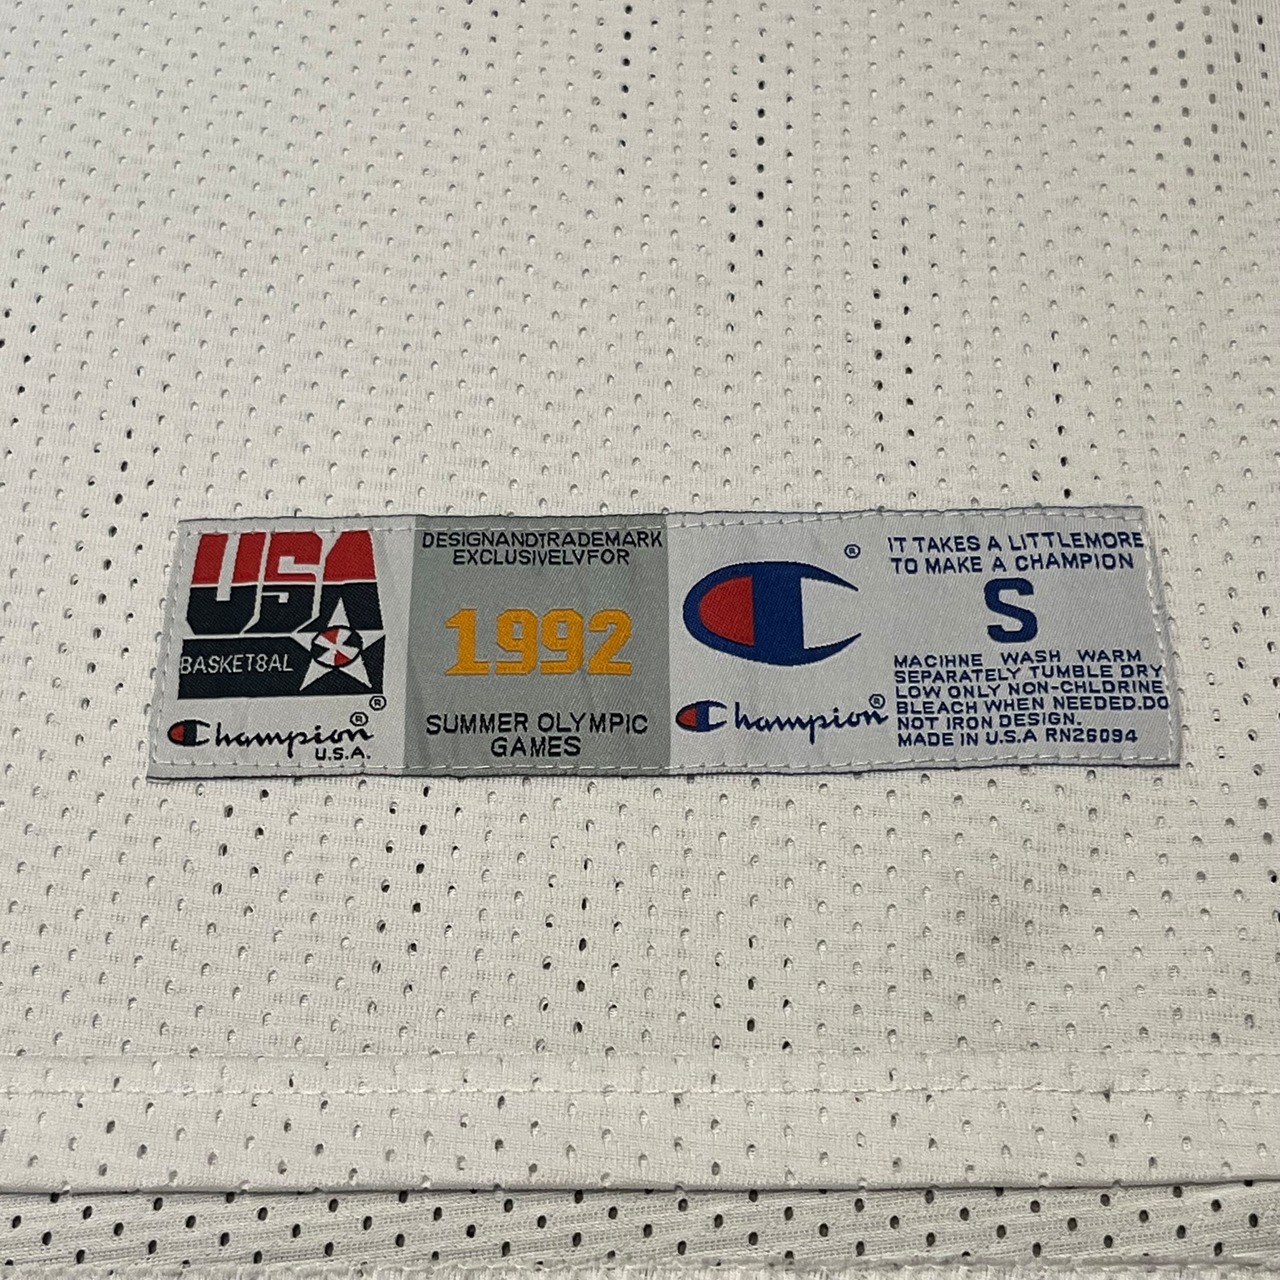 USA
BASKET8AL
®
Champion®
U.S.A.
DESIGNANDTRADEMARK
EXCLUSIVELVFOR
1992
SUMMER OLYMPIC
GAMES
®
Champion®
IT TAKES A LITTLEMORE
TO MAKE A CHAMPION
S
MACIHNE WASH WARM
SEPARATELY TUMBLE DRY
LOW ONLY NON-CHLDRINE
BLEACH WHEN NEEDED.DO
NOT IRON DESIGN.
MADE IN U.S.A RN26094